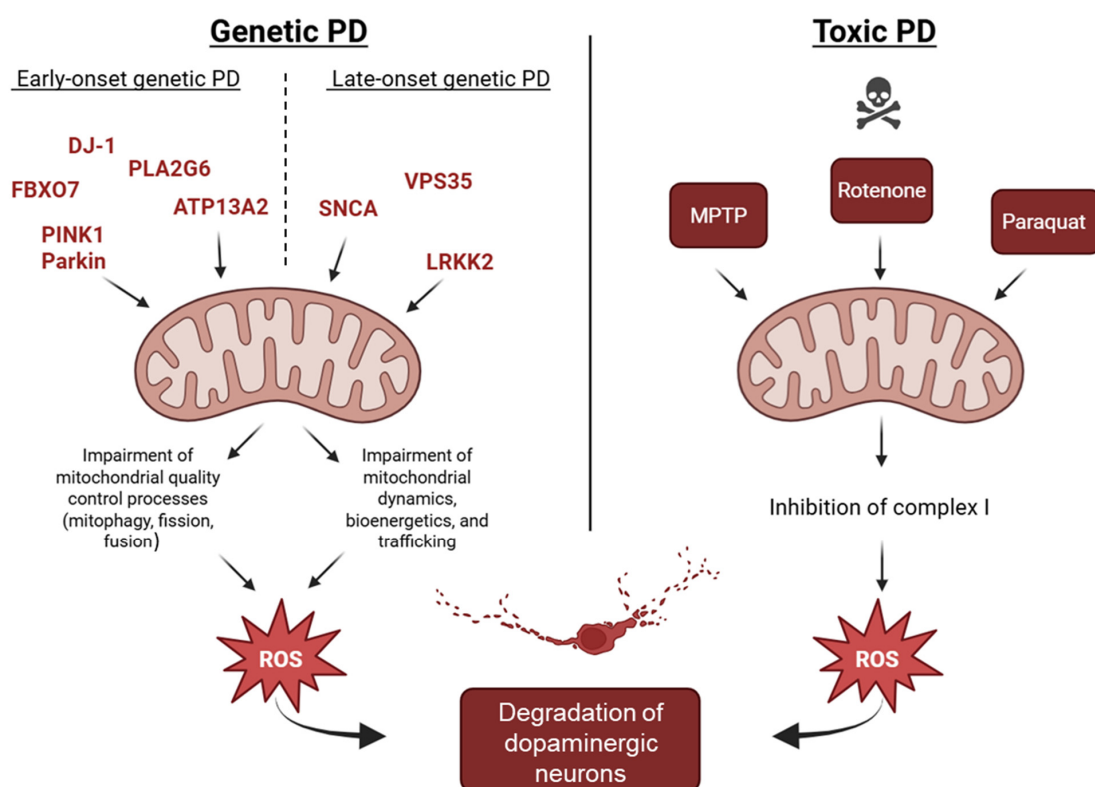 Genetic PD
Early-onset genetic PD
Late-onset genetic PD
DJ-1
PLA2G6
FBXO7
ATP13A2
PINK1
Parkin
SNCA
VPS35
LRKK2
Impairment of
mitochondrial quality
control processes
(mitophagy, fission,
fusion)
Impairment of
mitochondrial
dynamics,
bioenergetics, and
trafficking
ROS
Toxic PD
MPTP
Rotenone
Paraquat
Inhibition of complex I
ROS
Degradation of
dopaminergic
neurons